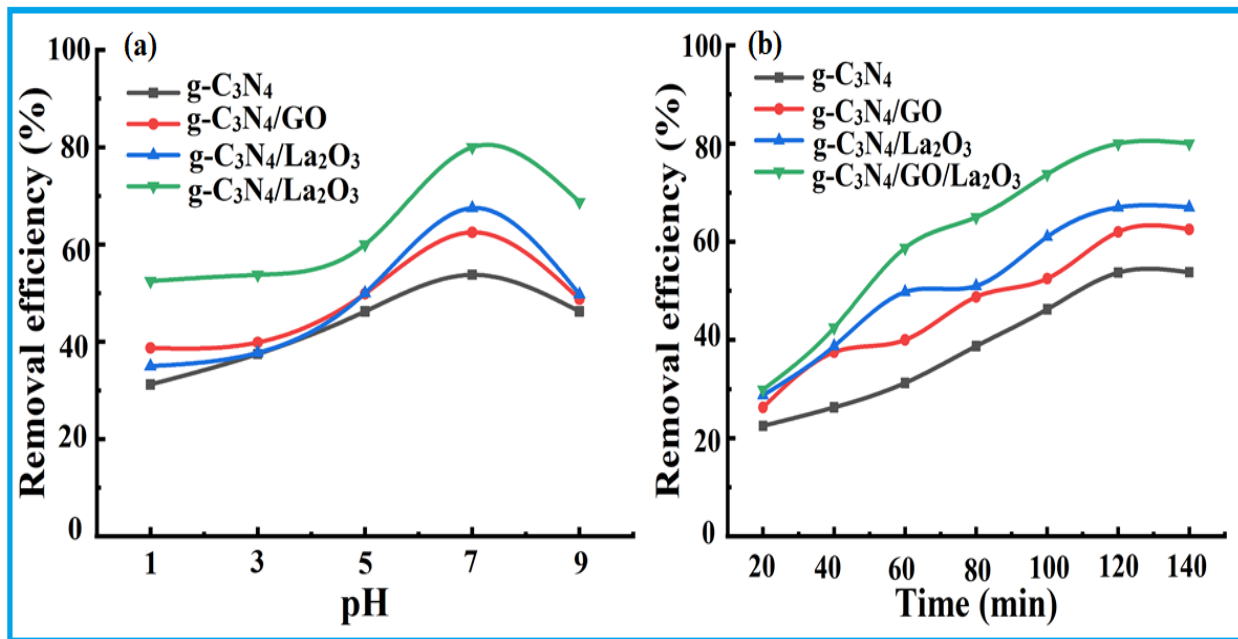 (a)
Removal efficiency (%)
100
80
60
40
20
0
g-C₃N₄
g-C₃N₄/GO
g-C₃N₄/La₂O₃
g-C₃N₄/La₂O₃
1 3 5 7 9
pH
(b)
Removal efficiency (%)
100
80
60
40
20
0
g-C₃N₄
g-C₃N₄/GO
g-C₃N₄/La₂O₃
g-C₃N₄/GO/La₂O₃
20 40 60 80 100 120 140
Time (min)